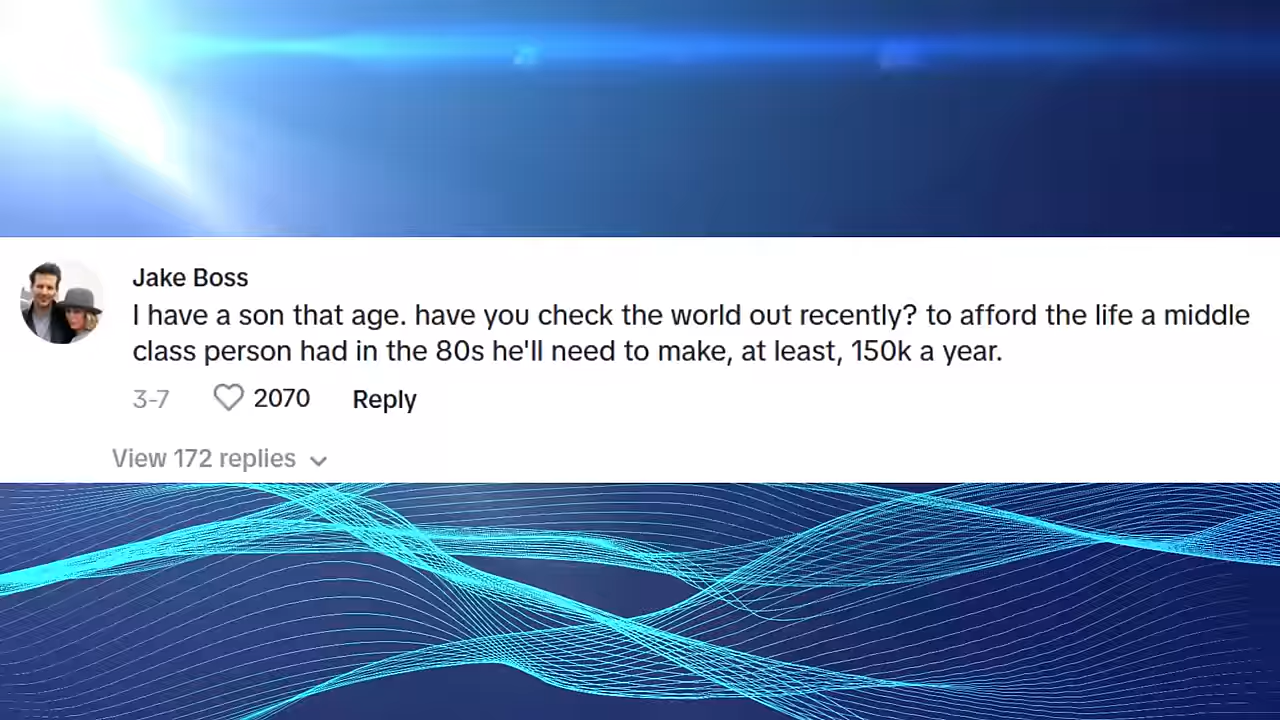 Jake Boss
I have a son that age. have you check the world out recently? to afford the life a middle
class person had in the 80s he'll need to make, at least, 150k a year.
3-7 2070 Reply
View 172 replies